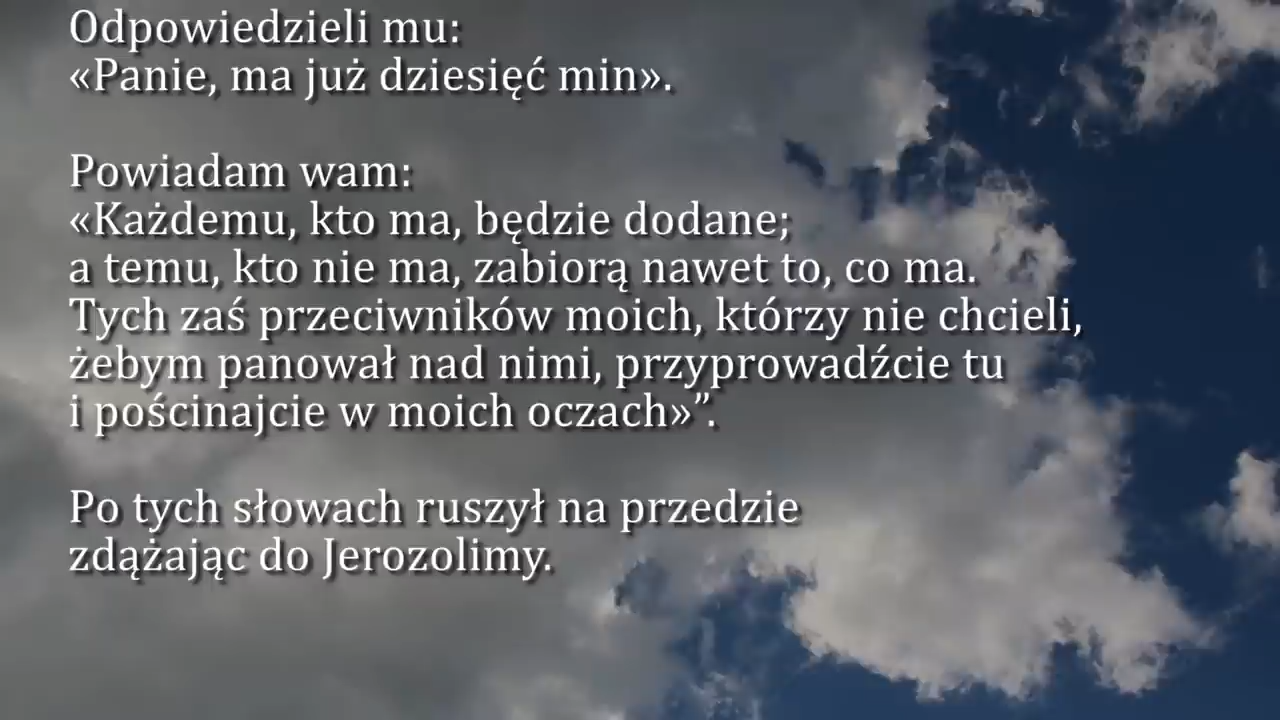 Odpowiedzieli mu:
«Panie, ma już dziesięć min».
Powiadam wam:
«Każdemu, kto ma, będzie dodane;
a temu, kto nie ma, zabiorą nawet to, co ma.
Tych zaś przeciwników moich, którzy nie chcieli,
żebym panował nad nimi, przyprowadźcie tu
i pościnajcie w moich oczach»”.
Po tych słowach ruszył na przedzie
zdążając do Jerozolimy.